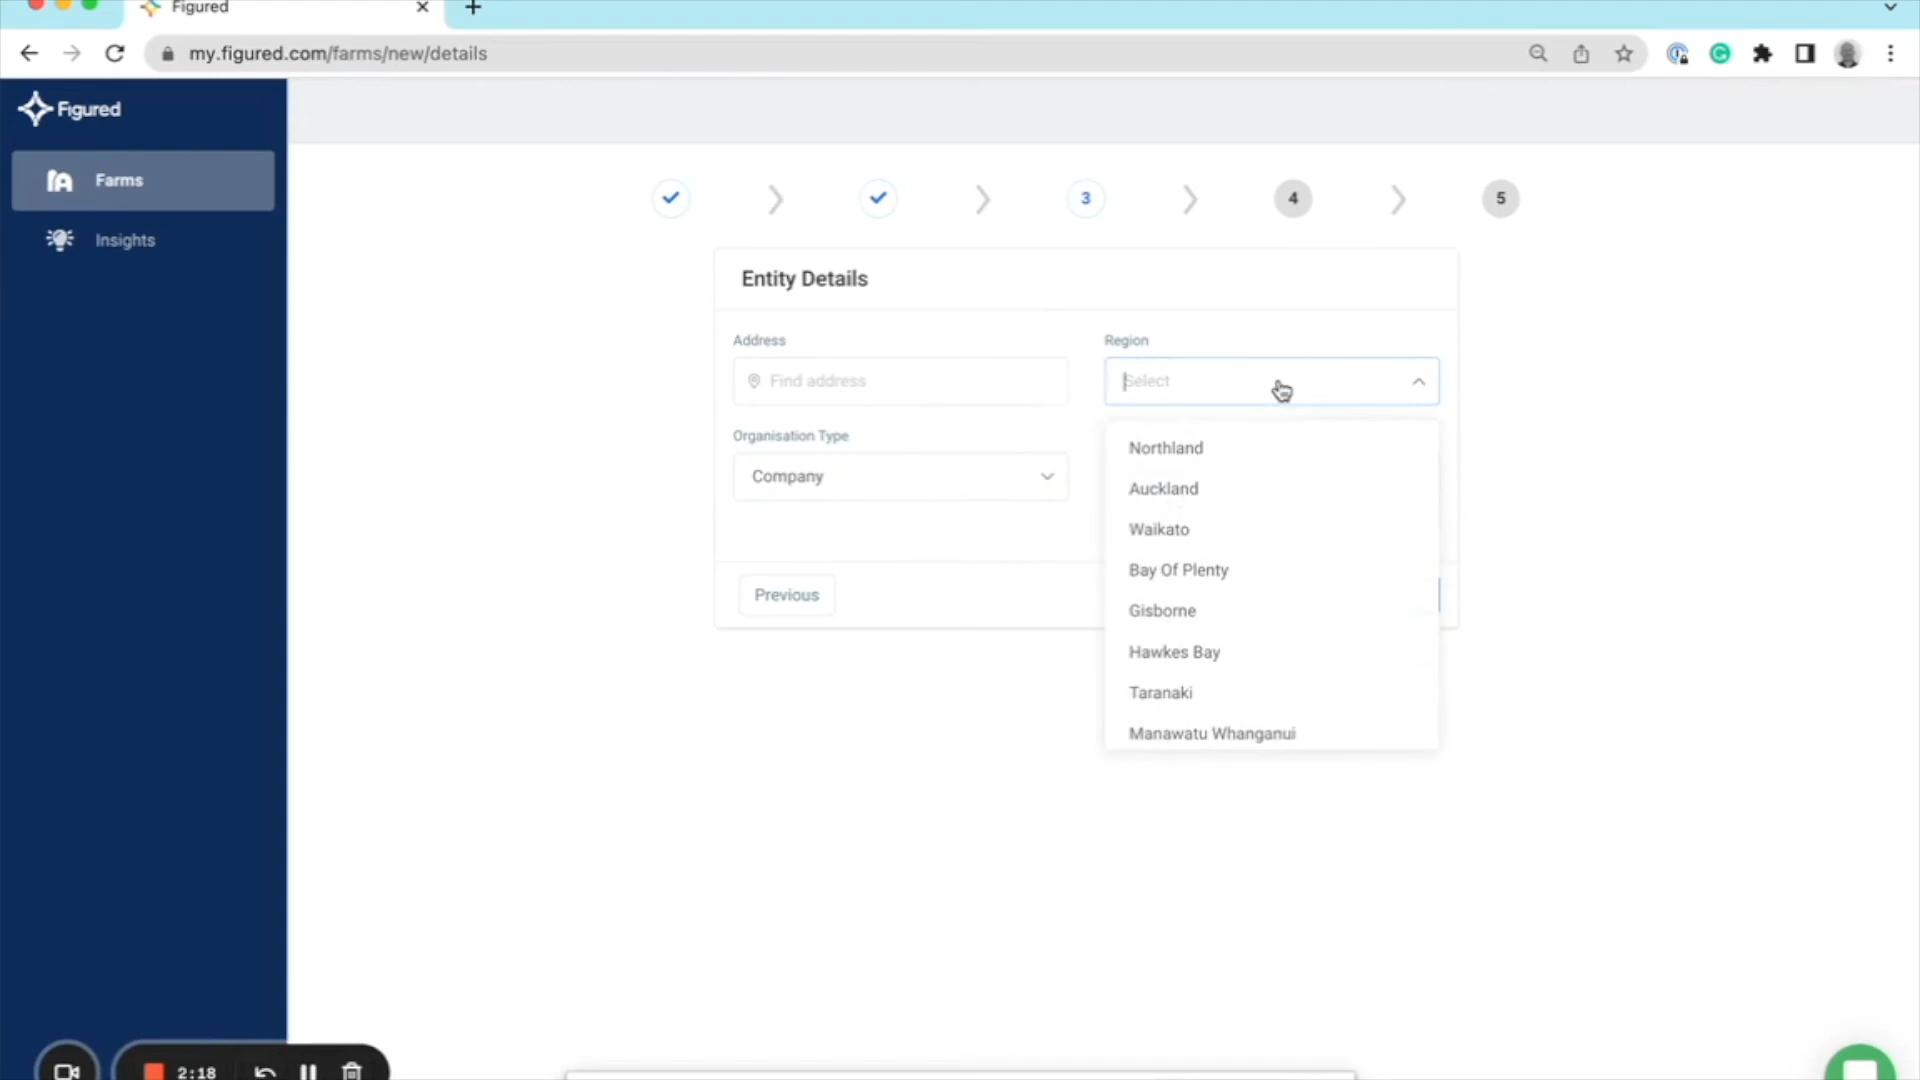 Figured
my.figured.com/farms/new/details
Figured
Farms
Insights
3
4
5
Entity Details
Address
Region
Find address
Select
Organisation Type
Company
Northland
Auckland
Waikato
Bay Of Plenty
Gisborne
Hawkes Bay
Taranaki
Manawatu Whanganui
Previous
2:18